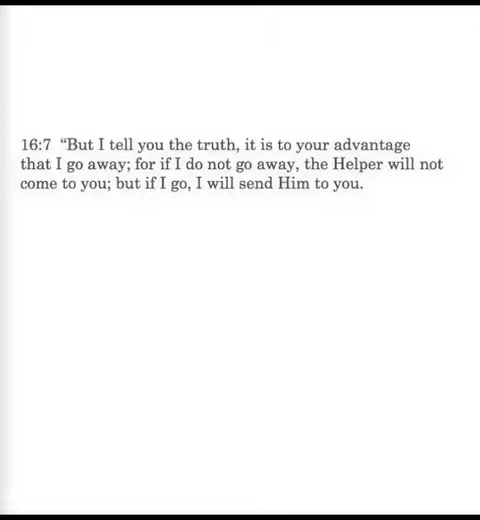 16:7 “But I tell you the truth, it is to your advantage
that I go away; for if I do not go away, the Helper will not
come to you; but if I go, I will send Him to you.